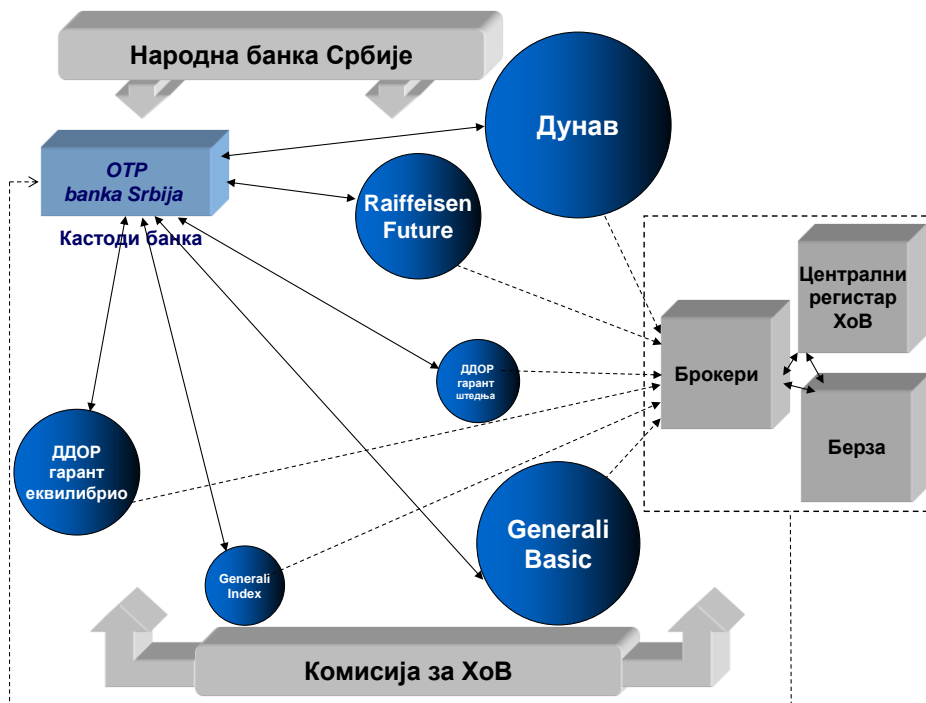 Народна банка Србије
Дунав
OTP
banka Srbija
Кастоди банка
Raiffeisen
Future
Централни
регистар
ХоВ
Брокери
ДДОР
гарант
штедња
Берза
ДДОР
гарант
еквилибрио
Generali
Basic
Generali
Index
Комисија за ХоВ